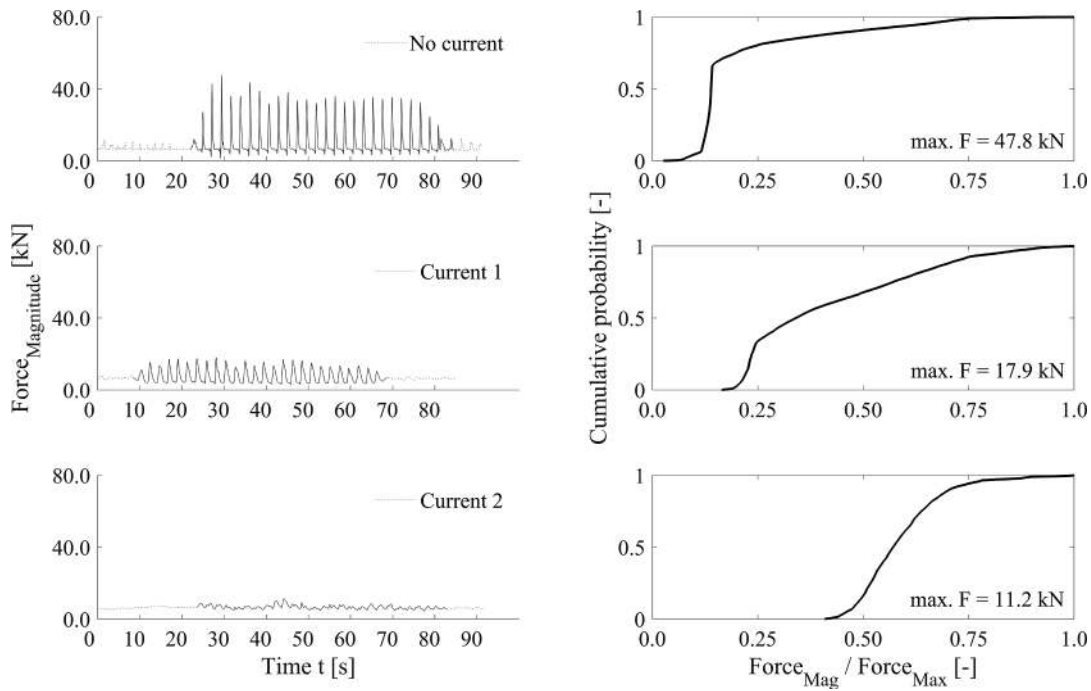 80.0
40.0
0.0
No current
0 10 20 30 40 50 60 70 80 90
1
0.5
0
max. F = 47.8 kN
0.0 0.25 0.50 0.75 1.0
Force_Magnitude [kN]
80.0
40.0
0.0
Current 1
0 10 20 30 40 50 60 70 80
Cumulative probability [-]
1
0.5
0
max. F = 17.9 kN
0.0 0.25 0.50 0.75 1.0
80.0
40.0
0.0
Current 2
0 10 20 30 40 50 60 70 80 90
Time t [s]
1
0.5
0
max. F = 11.2 kN
0.0 0.25 0.50 0.75 1.0
Force_Mag / Force_Max [-]